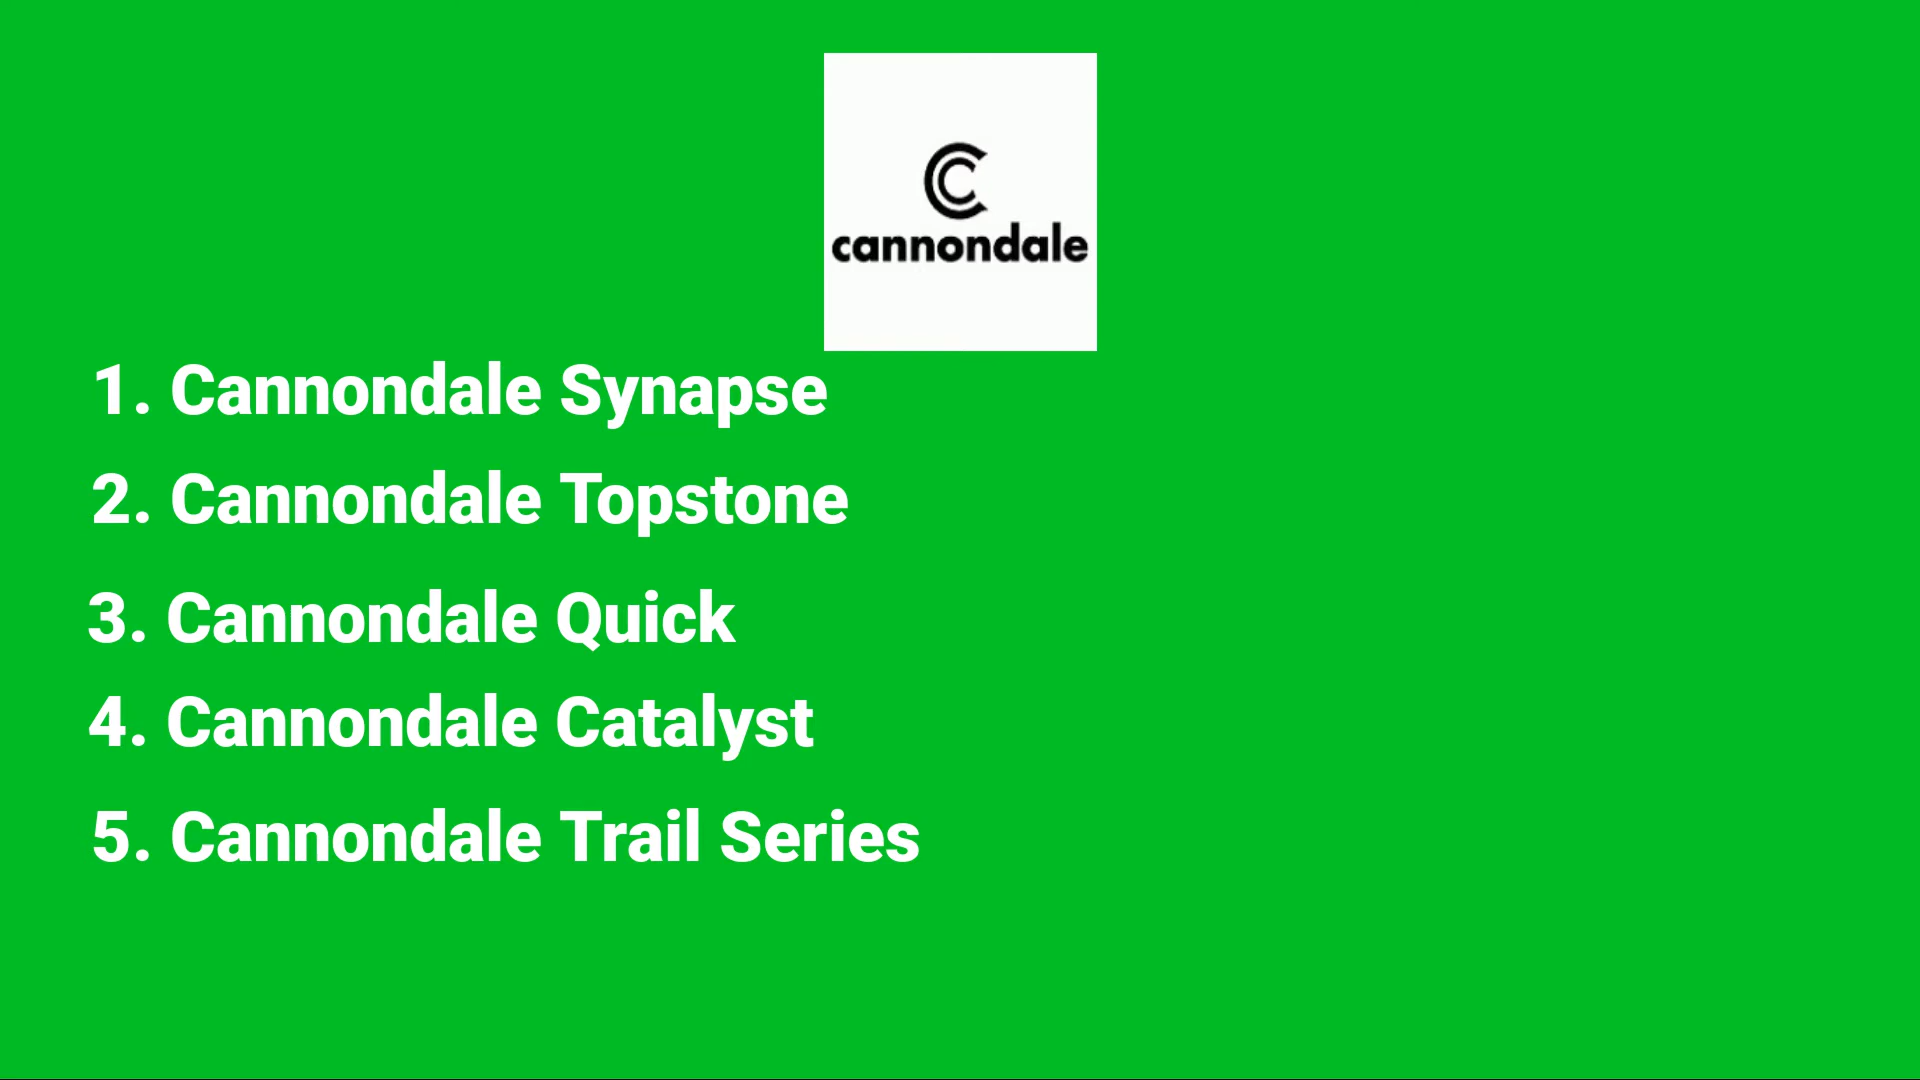 cannondale
1. Cannondale Synapse
2. Cannondale Topstone
3. Cannondale Quick
4. Cannondale Catalyst
5. Cannondale Trail Series